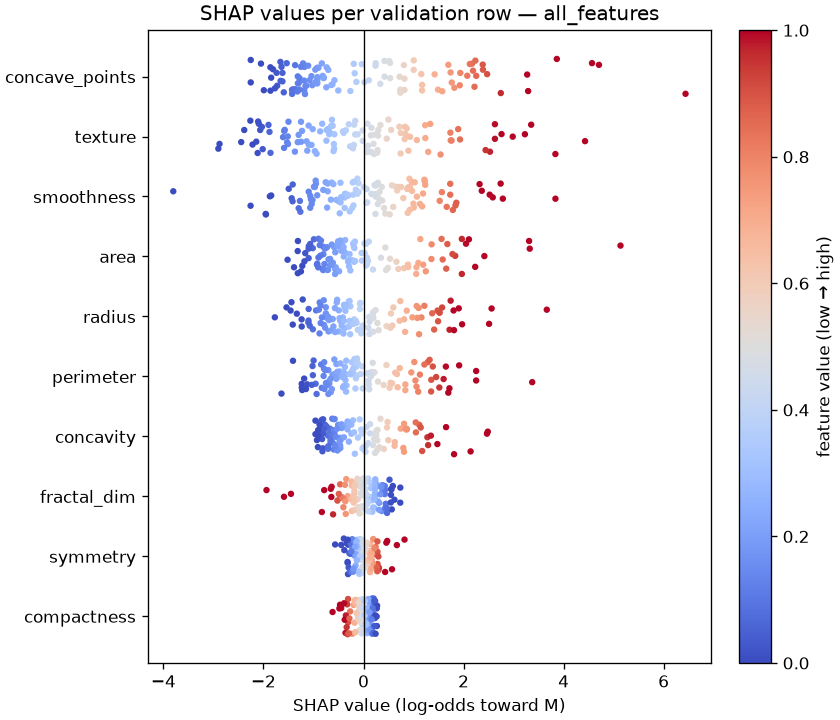 SHAP values per validation row — all_features
concave_points
texture
smoothness
area
radius
perimeter
concavity
fractal_dim
symmetry
compactness
−4
−2
0
2
4
6
SHAP value (log-odds toward M)
1.0
0.8
0.6
0.4
0.2
0.0
feature value (low → high)